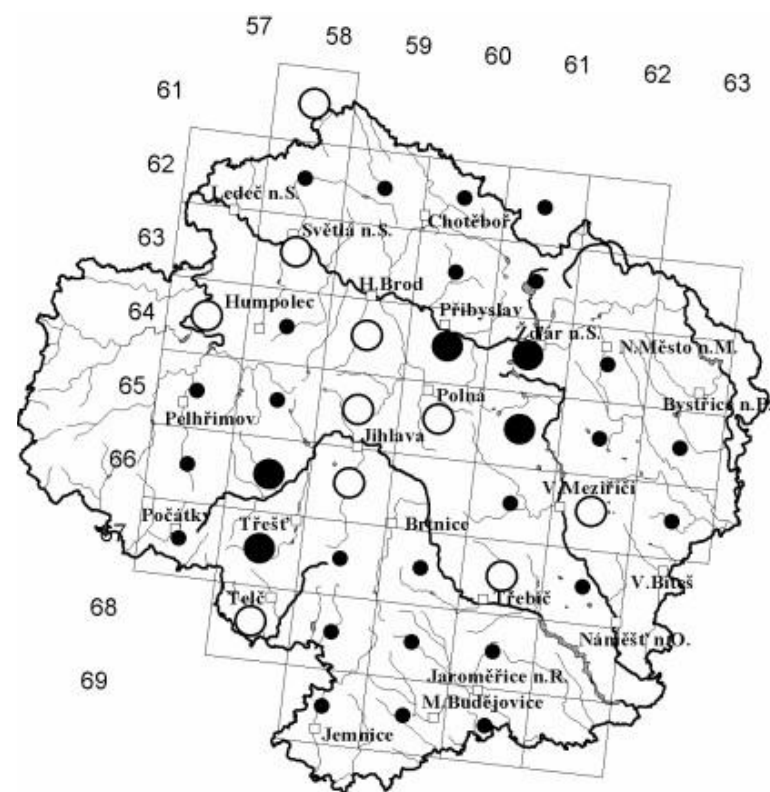 57
58
59
60
61
62
63
61
62
63
64
65
66
67
68
69
Ledeč n.S.
Světlá n.S.
Chotěboř
H.Brod
Humpolec
Přibyslav
Žďár n.S.
N.Město n.M.
Bystřice n.P.
Polná
Pelhřimov
Jihlava
V.Meziříčí
Počátky
Třešť
Brtnice
Telč
Třebíč
V.Bíteš
Náměšť n.O.
Jaroměřice n.R.
M.Budějovice
Jemnice